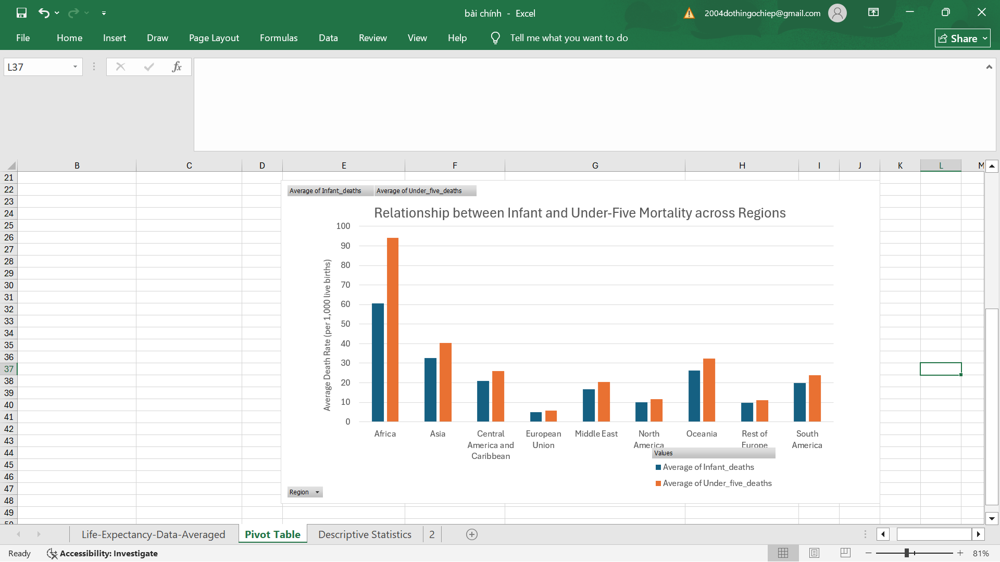 bài chính - Excel
2004dothingochiep@gmail.com
File Home Insert Draw Page Layout Formulas Data Review View Help Tell me what you want to do Share
L37
fx
B C D E F G H I J K L M
21
22
23
24
25
26
27
28
29
30
31
32
33
34
35
36
37
38
39
40
41
42
43
44
45
46
47
48
49
50
Average of Infant_deaths Average of Under_five_deaths
Relationship between Infant and Under-Five Mortality across Regions
Average Death Rate (per 1,000 live births)
100
90
80
70
60
50
40
30
20
10
0
Africa
Asia
Central
America and
Caribbean
European
Union
Middle East
North
America
Oceania
Rest of
Europe
South
America
Values
Average of Infant_deaths
Average of Under_five_deaths
Region
Life-Expectancy-Data-Averaged Pivot Table Descriptive Statistics 2
Ready Accessibility: Investigate 81%